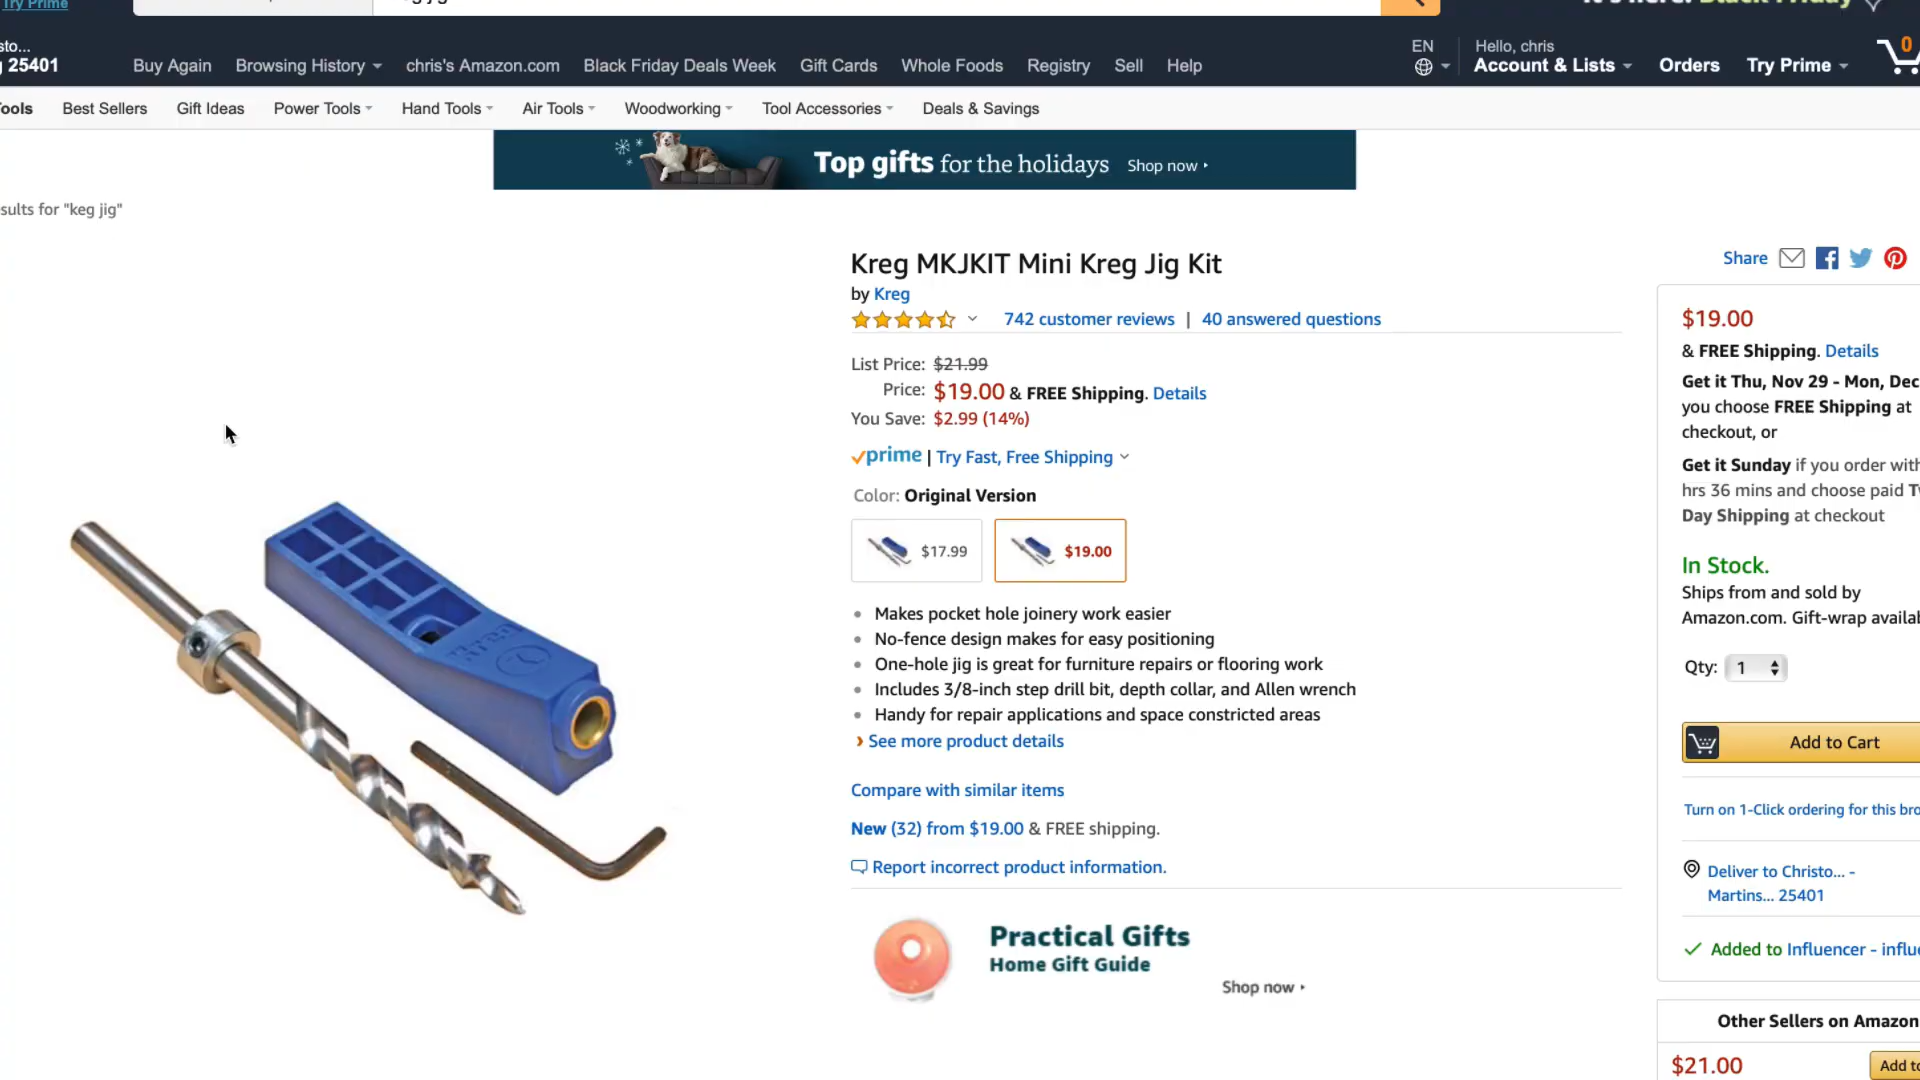 Try Prime
It's here. Black Friday
EN
Hello, chris
0
25401
Buy Again
Browsing History
chris's Amazon.com
Black Friday Deals Week
Gift Cards
Whole Foods
Registry
Sell
Help
Account & Lists
Orders
Try Prime
Best Sellers
Gift Ideas
Power Tools
Hand Tools
Air Tools
Woodworking
Tool Accessories
Deals & Savings
Top gifts for the holidays Shop now
sults for "keg jig"
Kreg MKJKIT Mini Kreg Jig Kit
by Kreg
742 customer reviews | 40 answered questions
List Price: $21.99
Price: $19.00 & FREE Shipping. Details
You Save: $2.99 (14%)
prime | Try Fast, Free Shipping
Color: Original Version
$17.99
$19.00
Makes pocket hole joinery work easier
No-fence design makes for easy positioning
One-hole jig is great for furniture repairs or flooring work
Includes 3/8-inch step drill bit, depth collar, and Allen wrench
Handy for repair applications and space constricted areas
See more product details
Compare with similar items
New (32) from $19.00 & FREE shipping.
Report incorrect product information.
Practical Gifts
Home Gift Guide
Shop now
Share
$19.00
& FREE Shipping. Details
Get it Thu, Nov 29 - Mon, Dec
you choose FREE Shipping at
checkout, or
Get it Sunday if you order with
hrs 36 mins and choose paid
Day Shipping at checkout
In Stock.
Ships from and sold by
Amazon.com. Gift-wrap availab
Qty: 1
Add to Cart
Turn on 1-Click ordering for this bro
Deliver to Christo... -
Martins... 25401
Added to Influencer - influ
Other Sellers on Amazon
$21.00
Add to